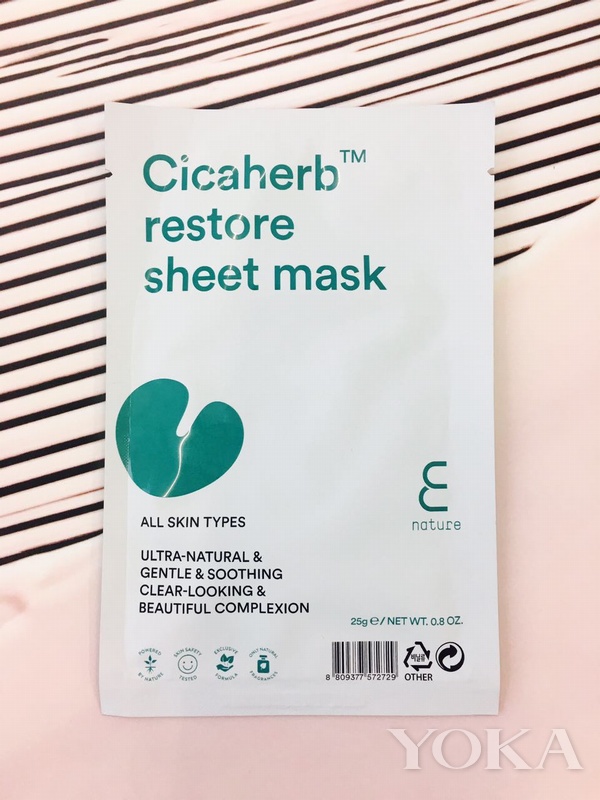 Cicaherb™
restore
sheet mask
nature
ALL SKIN TYPES
ULTRA-NATURAL &
GENTLE & SOOTHING
CLEAR-LOOKING &
BEAUTIFUL COMPLEXION
25g ℮ / NET WT. 0.8 OZ.
POWERED
BY NATURE
SKIN SAFETY
TESTED
EXCLUSIVE
FORMULA
ONLY NATURAL
FRAGRANCES
8 809377 572729
OTHER
YOKA